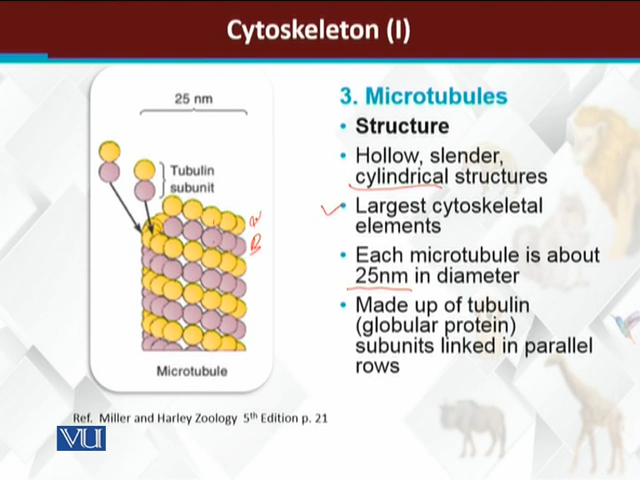 Cytoskeleton (I)
25 nm
Tubulin
subunit
Microtubule
3. Microtubules
• Structure
• Hollow, slender,
cylindrical structures
• Largest cytoskeletal
elements
• Each microtubule is about
25nm in diameter
• Made up of tubulin
(globular protein)
subunits linked in parallel
rows
Ref. Miller and Harley Zoology 5th Edition p. 21
VU